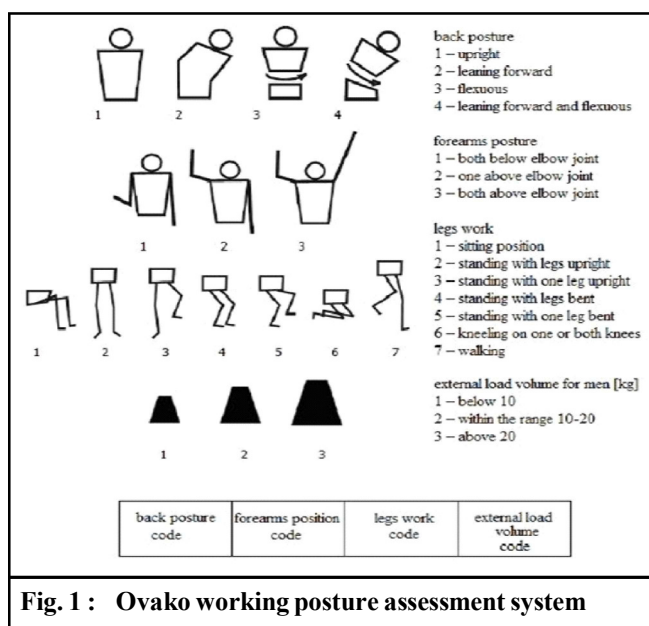 back posture
1 – upright
2 – leaning forward
3 – flexuous
4 – leaning forward and flexuous
1 2 3 4
forearms posture
1 – both below elbow joint
2 – one above elbow joint
3 – both above elbow joint
1 2 3
legs work
1 – sitting position
2 – standing with legs upright
3 – standing with one leg upright
4 – standing with legs bent
5 – standing with one leg bent
6 – kneeling on one or both knees
7 – walking
1 2 3 4 5 6 7
external load volume for men [kg]
1 – below 10
2 – within the range 10-20
3 – above 20
1 2 3
back posture code
forearms position code
legs work code
external load volume code
Fig. 1 : Ovako working posture assessment system